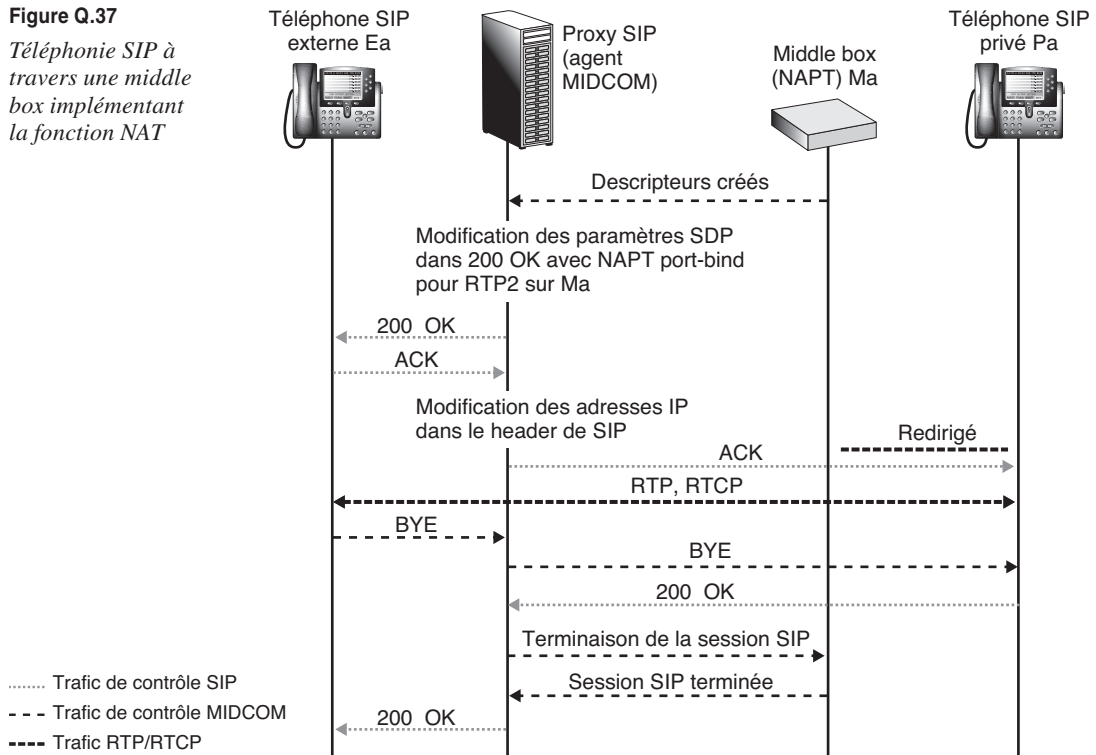 Figure Q.37
Téléphonie SIP à
travers une middle
box implémentant
la fonction NAT
Téléphone SIP
externe Ea
Proxy SIP
(agent
MIDCOM)
Middle box
(NAPT) Ma
Téléphone SIP
privé Pa
Descripteurs créés
Modification des paramètres SDP
dans 200 OK avec NAPT port-bind
pour RTP2 sur Ma
200 OK
ACK
Modification des adresses IP
dans le header de SIP
Redirigé
ACK
RTP, RTCP
BYE
BYE
200 OK
Terminaison de la session SIP
Session SIP terminée
200 OK
Trafic de contrôle SIP
Trafic de contrôle MIDCOM
Trafic RTP/RTCP